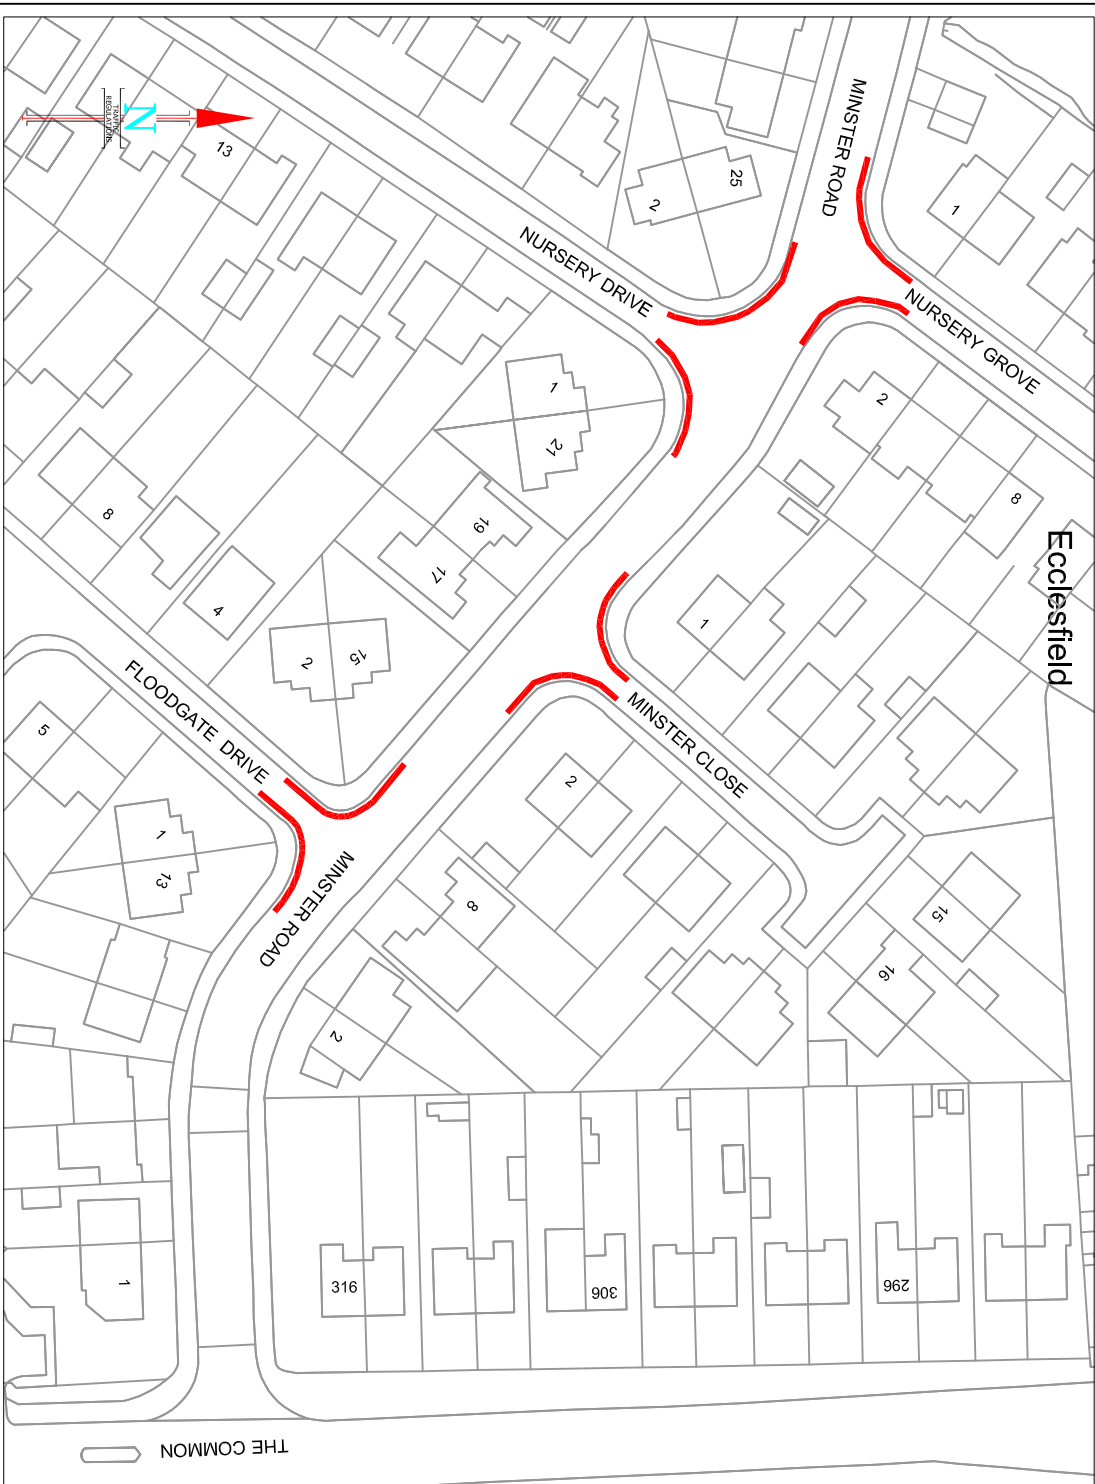 MINSTER ROAD
N
TRAFFIC
REGULATIONS
13
25
2
1
NURSERY DRIVE
NURSERY GROVE
1
21
2
8
Ecclesfield
19
17
8
4
1
2
15
FLOODGATE DRIVE
MINSTER CLOSE
5
2
1
13
MINSTER ROAD
8
15
16
2
1
316
306
296
THE COMMON